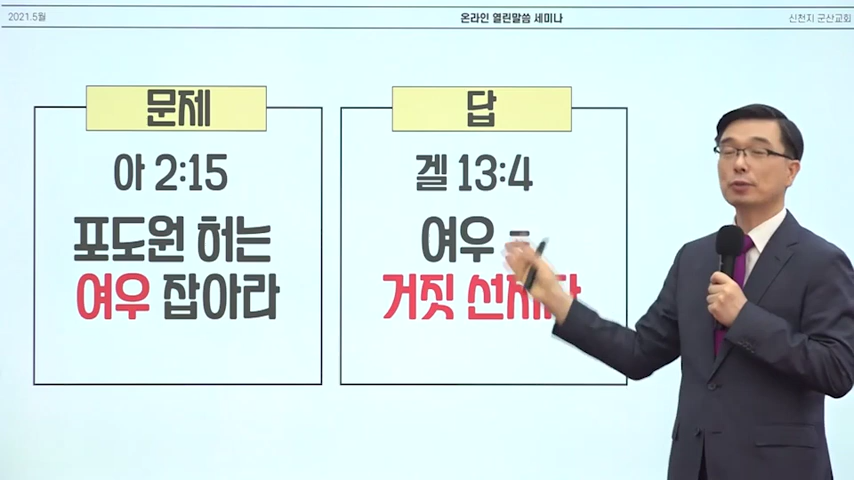 2021.5월
온라인 열린말씀 세미나
신천지 군산교회
문제
아 2:15
포도원 허는
여우 잡아라
답
겔 13:4
여우 =
거짓